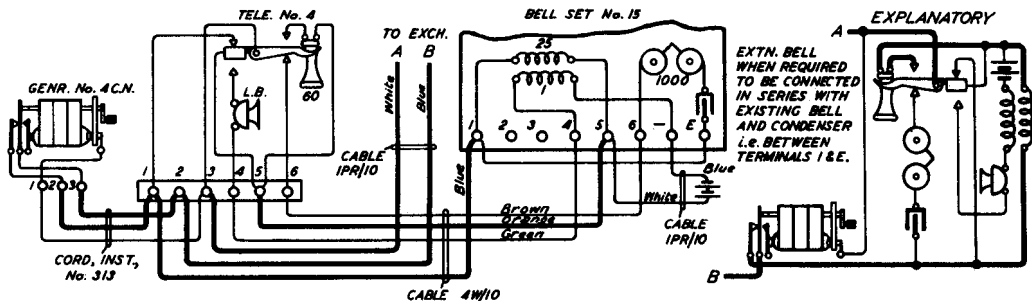 TELE. No. 4
GENR. No. 4 C.N.
L.B.
60
1 2 3
1 2 3 4 5 6
CORD, INST.,
No. 313
TO EXCH.
A B
White
Blue
CABLE
1PR/10
BELL SET No. 15
25
1
1000
1 2 3 4 5 6 — E
Blue
Blue
White
CABLE
1PR/10
Brown
Orange
Green
CABLE 4W/10
EXPLANATORY
A
EXTN. BELL
WHEN REQUIRED
TO BE CONNECTED
IN SERIES WITH
EXISTING BELL
AND CONDENSER
i.e. BETWEEN
TERMINALS 1 & E.
B